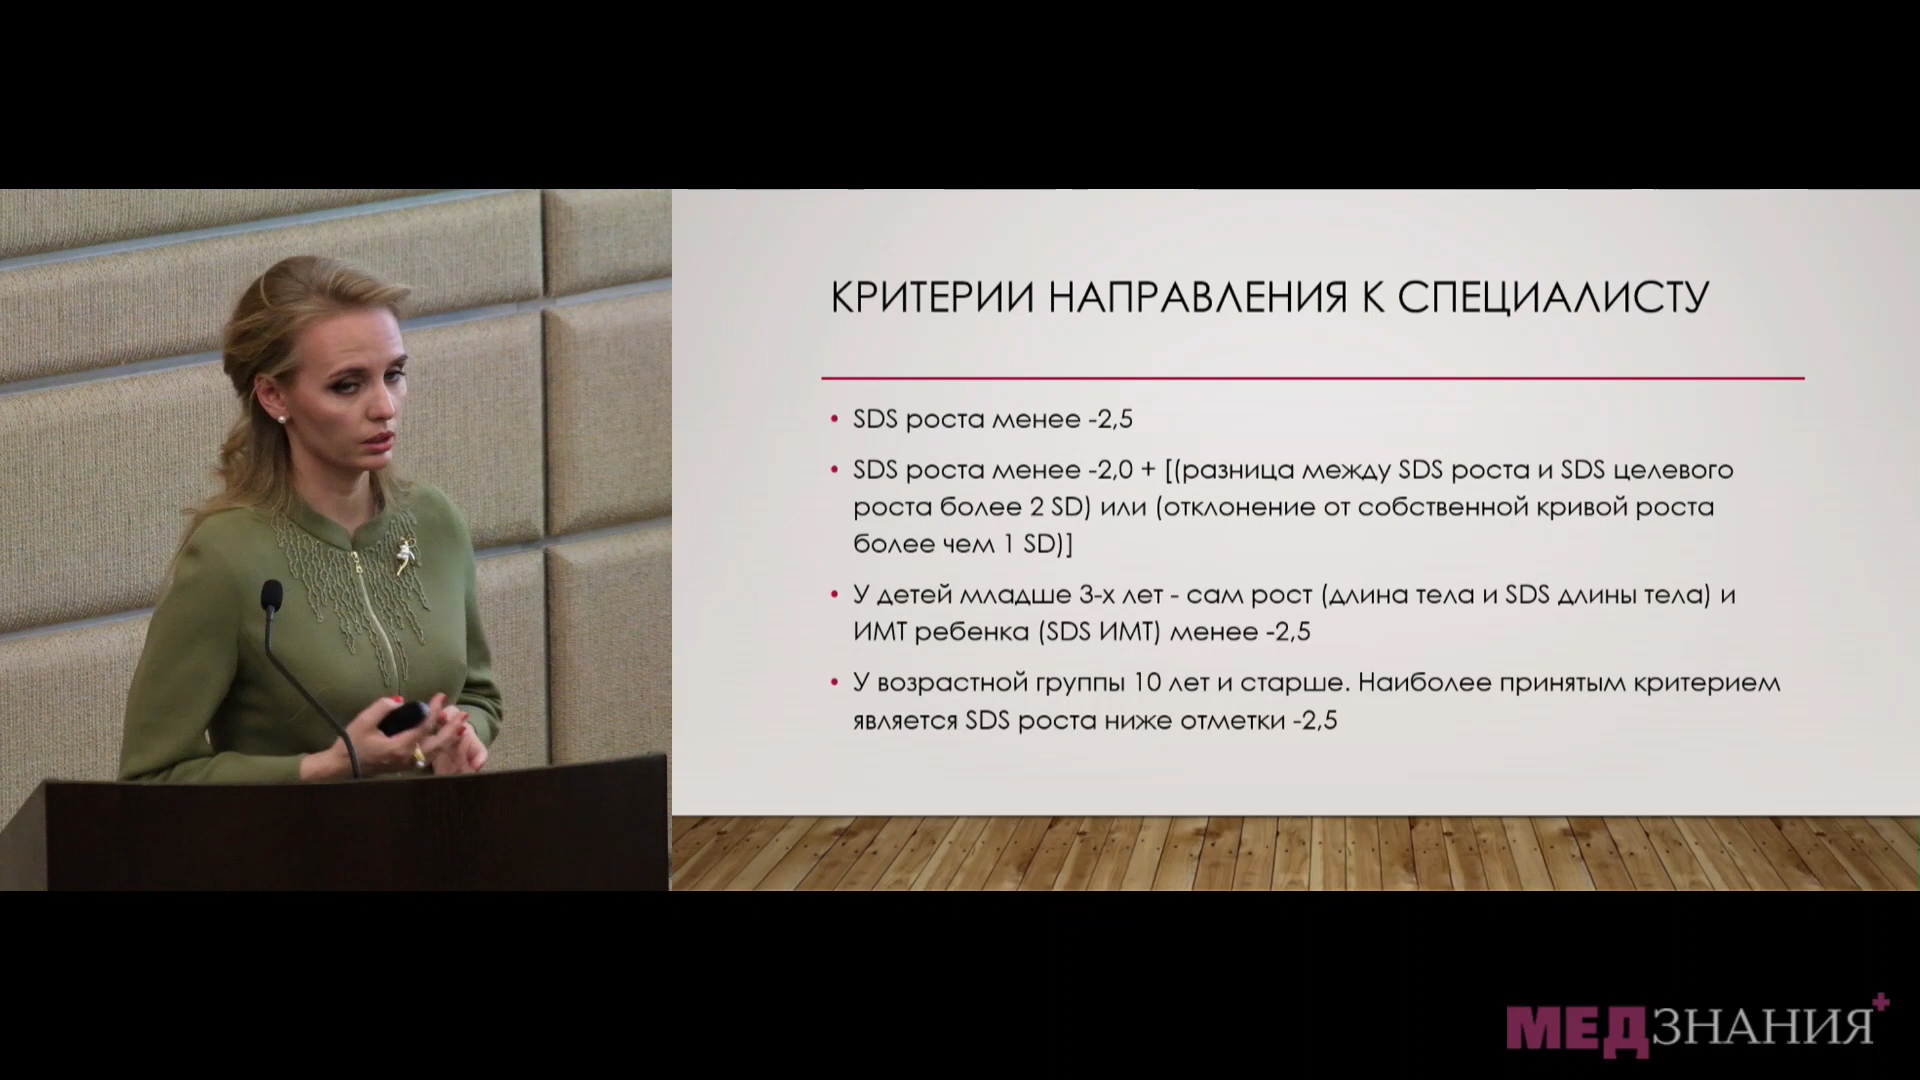 КРИТЕРИИ НАПРАВЛЕНИЯ К СПЕЦИАЛИСТУ
• SDS роста менее -2,5
• SDS роста менее -2,0 + [(разница между SDS роста и SDS целевого
роста более 2 SD) или (отклонение от собственной кривой роста
более чем 1 SD)]
• У детей младше 3-х лет - сам рост (длина тела и SDS длины тела) и
ИМТ ребенка (SDS ИМТ) менее -2,5
• У возрастной группы 10 лет и старше. Наиболее принятым критерием
является SDS роста ниже отметки -2,5
МЕДЗНАНИЯ+